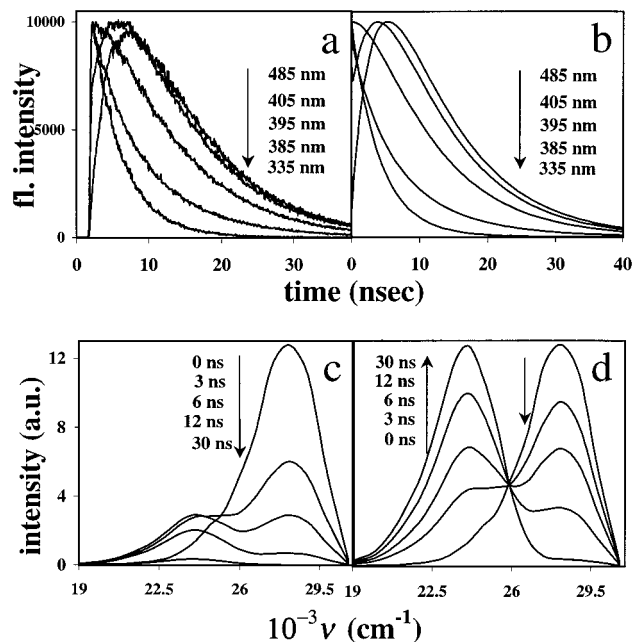 a
b
10000
5000
0
fl. intensity
485 nm
405 nm
395 nm
385 nm
335 nm
485 nm
405 nm
395 nm
385 nm
335 nm
0 10 20 30
0 10 20 30 40
time (nsec)
c
d
12
8
4
0
intensity (a.u.)
0 ns
3 ns
6 ns
12 ns
30 ns
30 ns
12 ns
6 ns
3 ns
0 ns
19 22.5 26 29.5
19 22.5 26 29.5
10⁻³ ν (cm⁻¹)